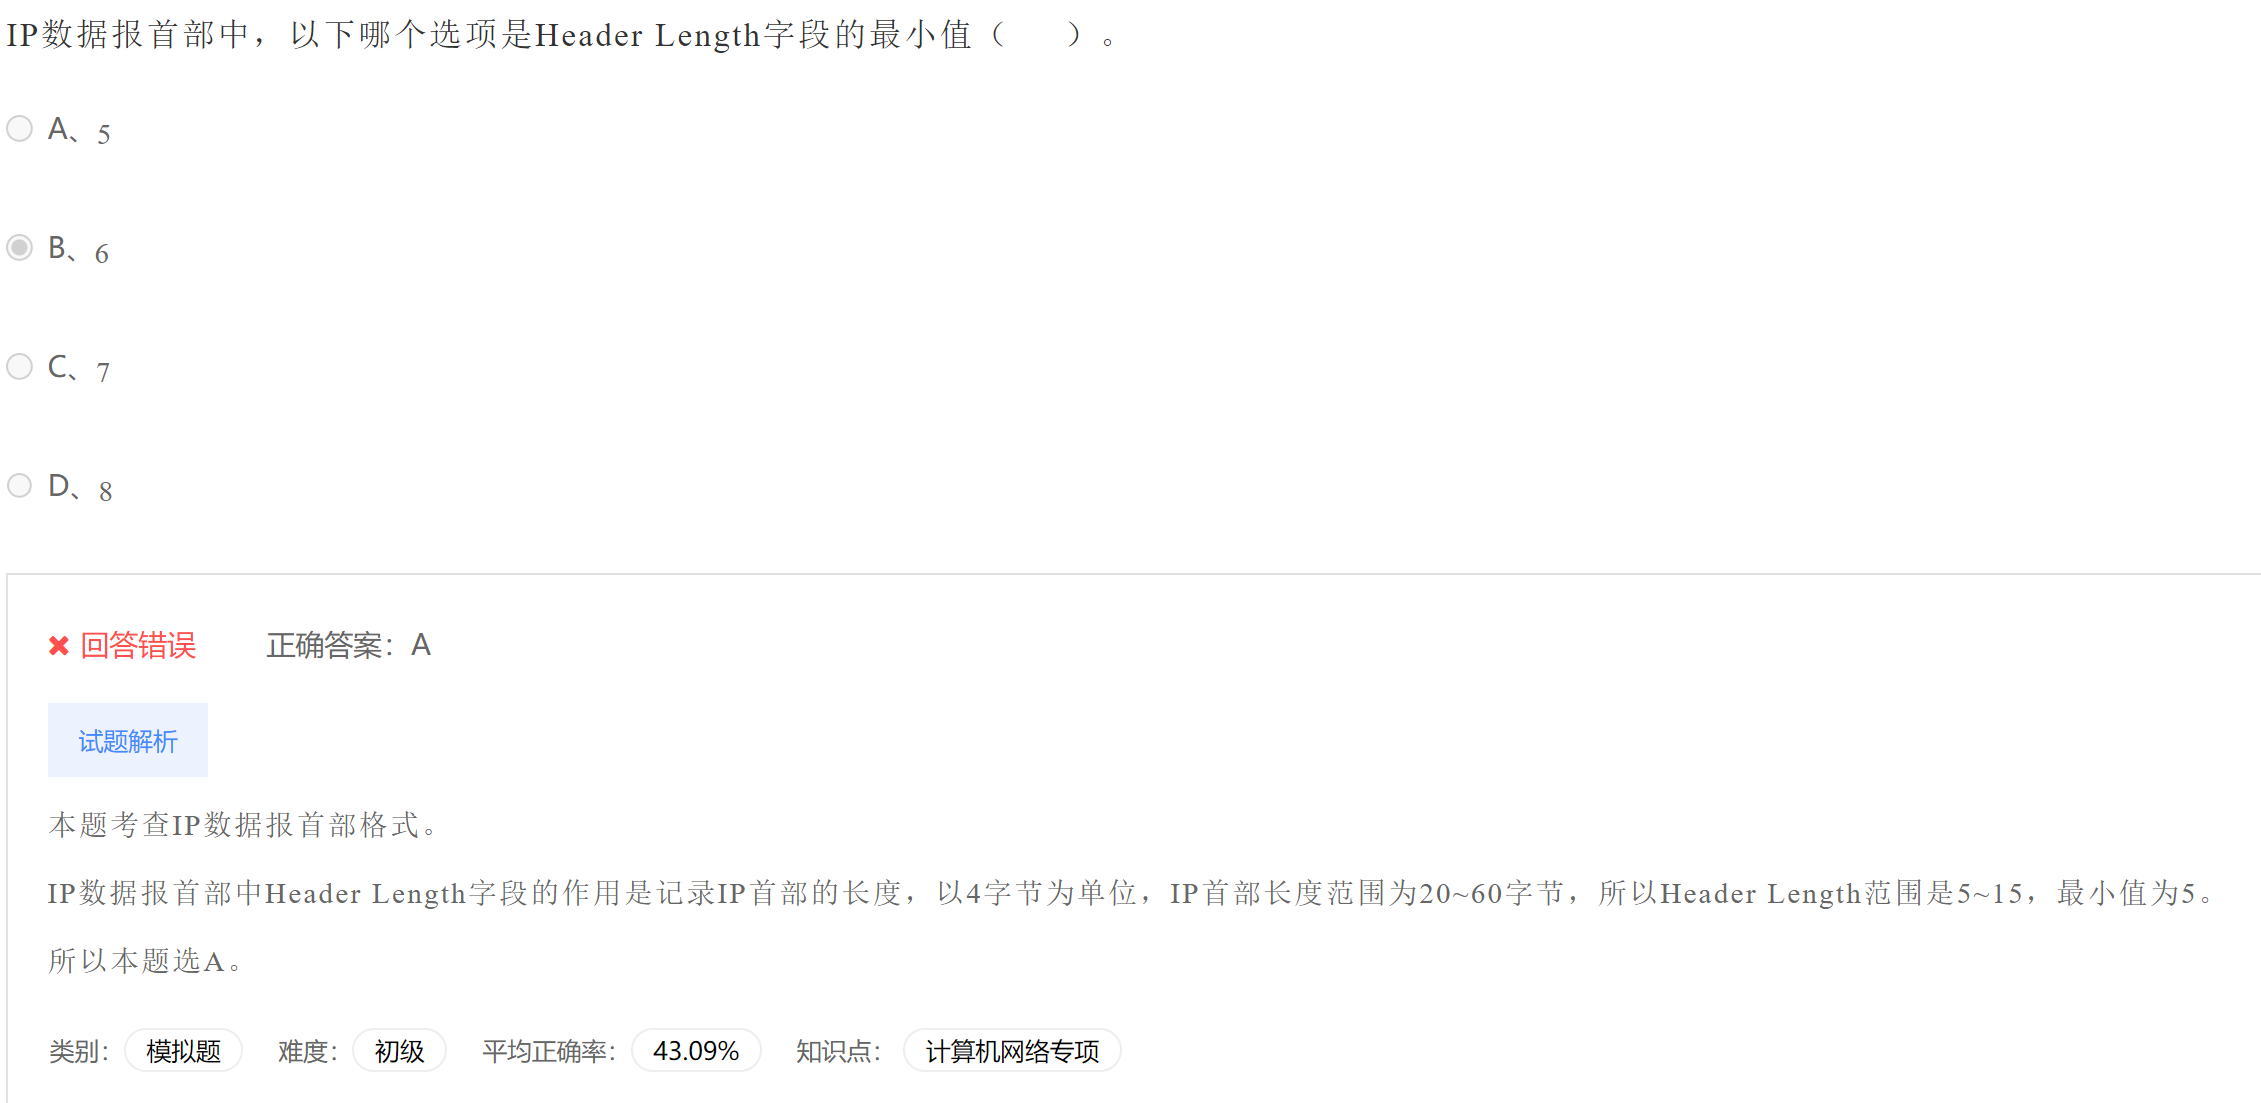 IP数据报首部中，以下哪个选项是Header Length字段的最小值（　　）。
A、5
B、6
C、7
D、8
回答错误 正确答案：A
试题解析
本题考查IP数据报首部格式。
IP数据报首部中Header Length字段的作用是记录IP首部的长度，以4字节为单位，IP首部长度范围为20~60字节，所以Header Length范围是5~15，最小值为5。
所以本题选A。
类别： 模拟题 难度： 初级 平均正确率： 43.09% 知识点： 计算机网络专项